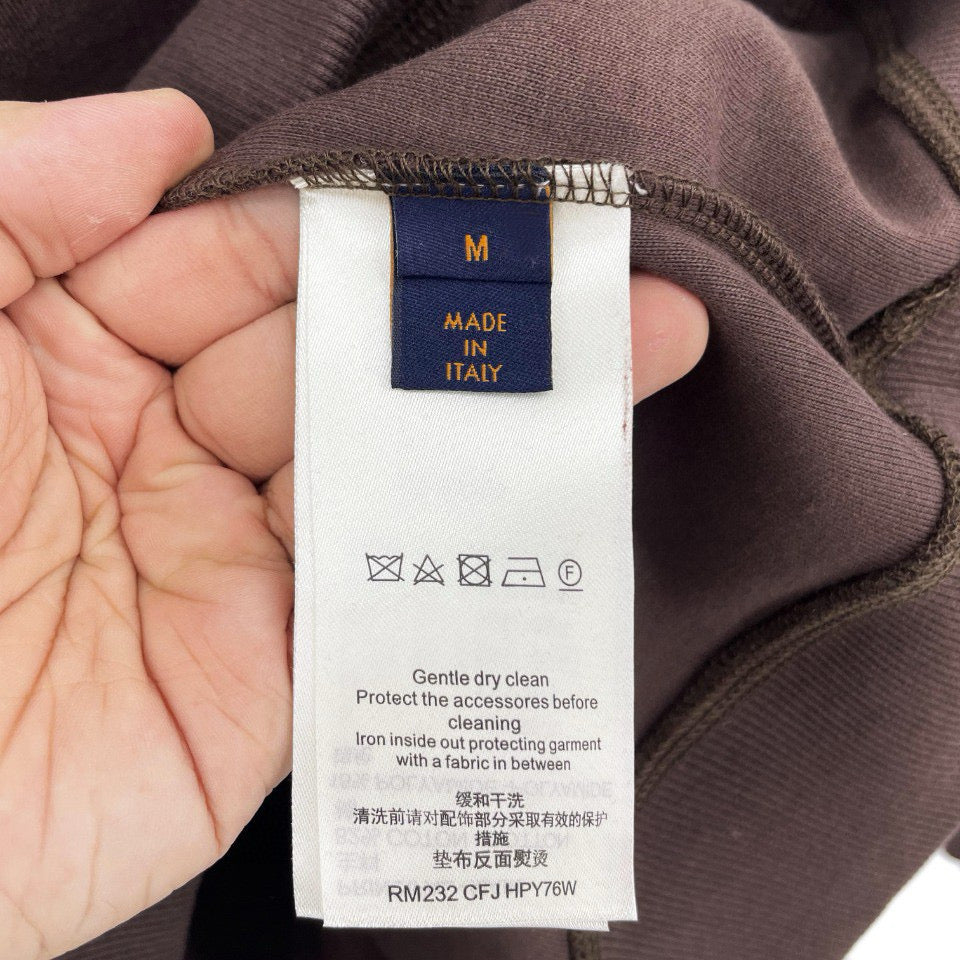 M
MADE
IN
ITALY
F
Gentle dry clean
Protect the accessores before
cleaning
Iron inside out protecting garment
with a fabric in between
缓和干洗
清洗前请对配饰部分采取有效的保护
措施
垫布反面熨烫
RM232 CFJ HPY76W